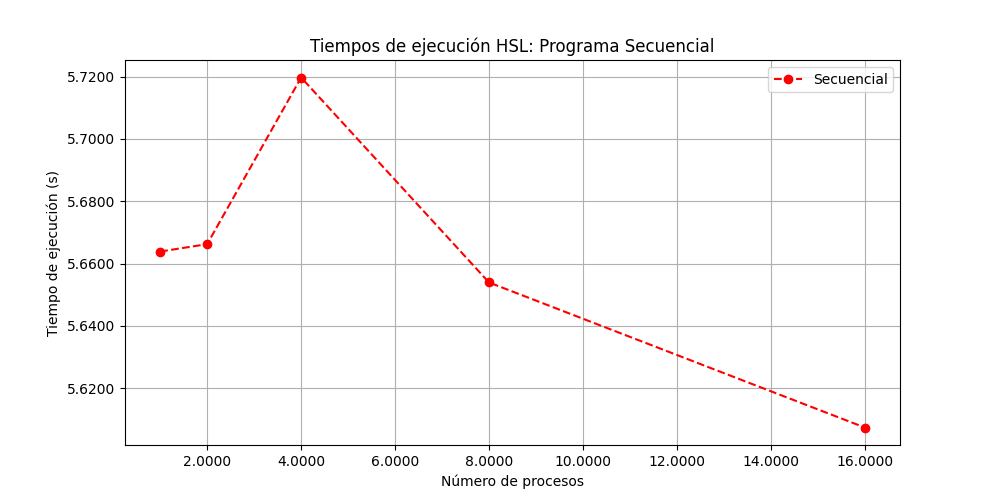 Tiempos de ejecución HSL: Programa Secuencial
Secuencial
Tiempo de ejecución (s)
5.7200
5.7000
5.6800
5.6600
5.6400
5.6200
2.0000 4.0000 6.0000 8.0000 10.0000 12.0000 14.0000 16.0000
Número de procesos